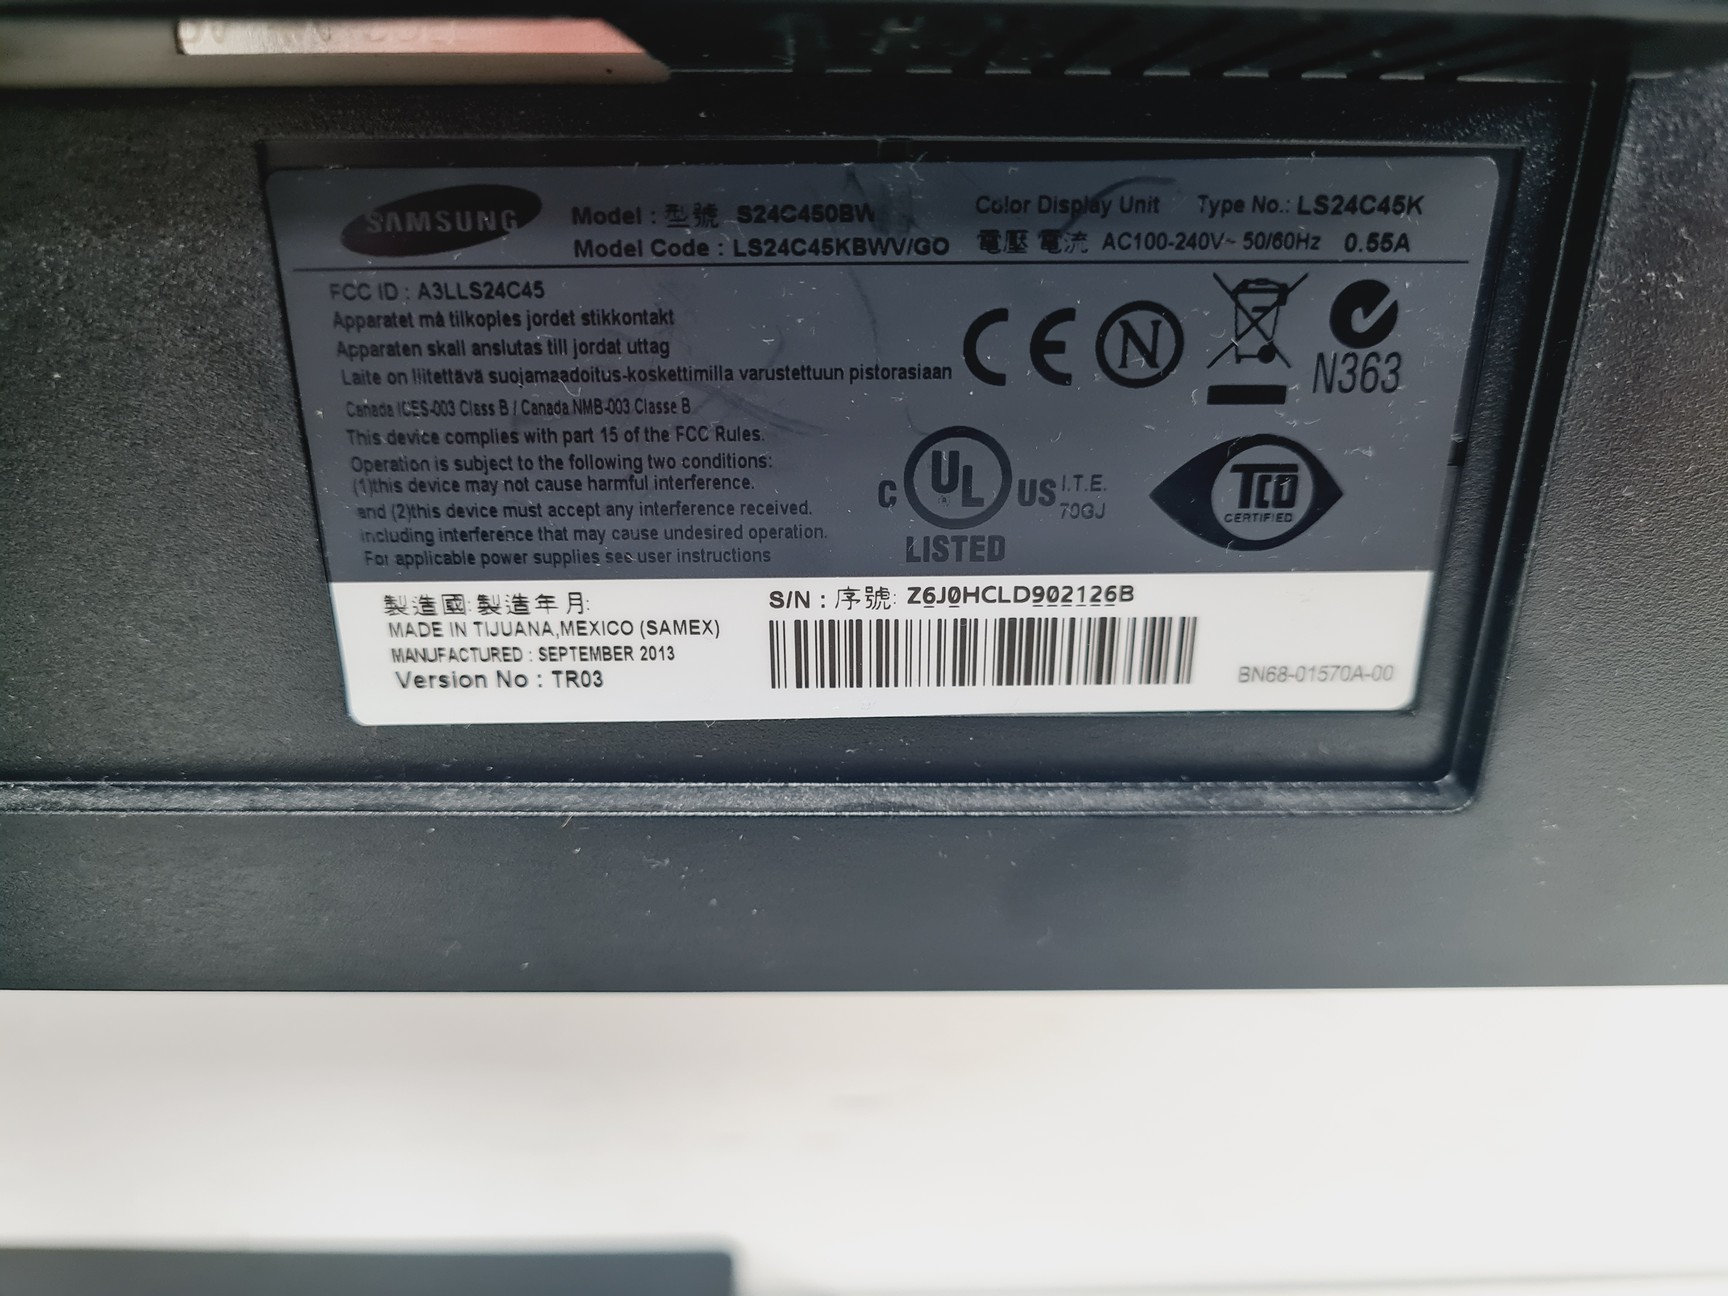 SAMSUNG
Model : 型號 S24C450BW
Model Code : LS24C45KBWV/GO
Color Display Unit Type No.: LS24C45K
電壓 電流 AC100-240V~ 50/60Hz 0.55A
FCC ID : A3LLS24C45
Apparatet må tilkoples jordet stikkontakt
Apparaten skall anslutas till jordat uttag
Laite on liitettävä suojamaadoitus-koskettimilla varustettuun pistorasiaan
Canada ICES-003 Class B / Canada NMB-003 Classe B
This device complies with part 15 of the FCC Rules.
Operation is subject to the following two conditions:
(1)this device may not cause harmful interference.
and (2)this device must accept any interference received.
including interference that may cause undesired operation.
For applicable power supplies see user instructions
CE
N
N363
C UL US I.T.E.
70GJ
LISTED
TCO
CERTIFIED
製造國: 製造年月:
MADE IN TIJUANA,MEXICO (SAMEX)
MANUFACTURED : SEPTEMBER 2013
Version No : TR03
S/N : 序號: Z6J0HCLD902126B
BN68-01570A-00